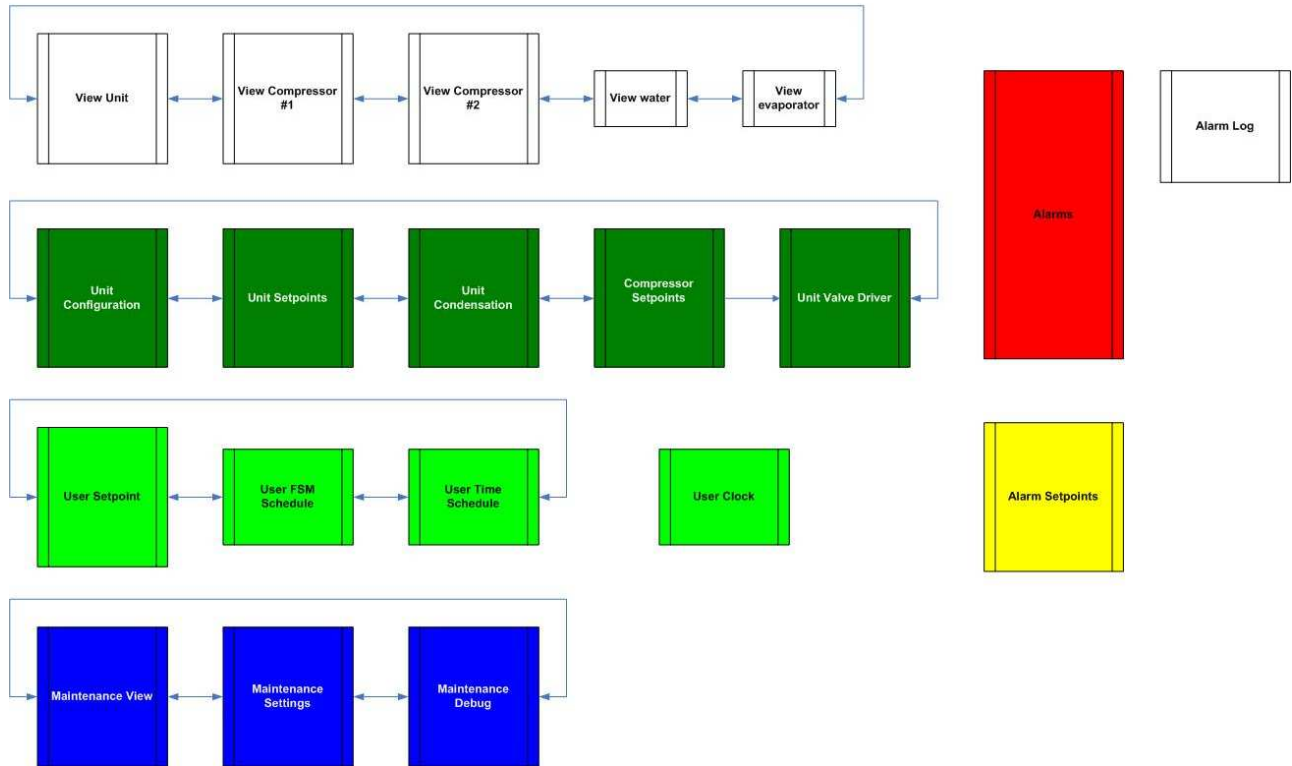 View Unit
View Compressor
#1
View Compressor
#2
View water
View
evaporator
Alarm Log
Alarms
Unit
Configuration
Unit Setpoints
Unit
Condensation
Compressor
Setpoints
Unit Valve Driver
User Setpoint
User FSM
Schedule
User Time
Schedule
User Clock
Alarm Setpoints
Maintenance View
Maintenance
Settings
Maintenance
Debug